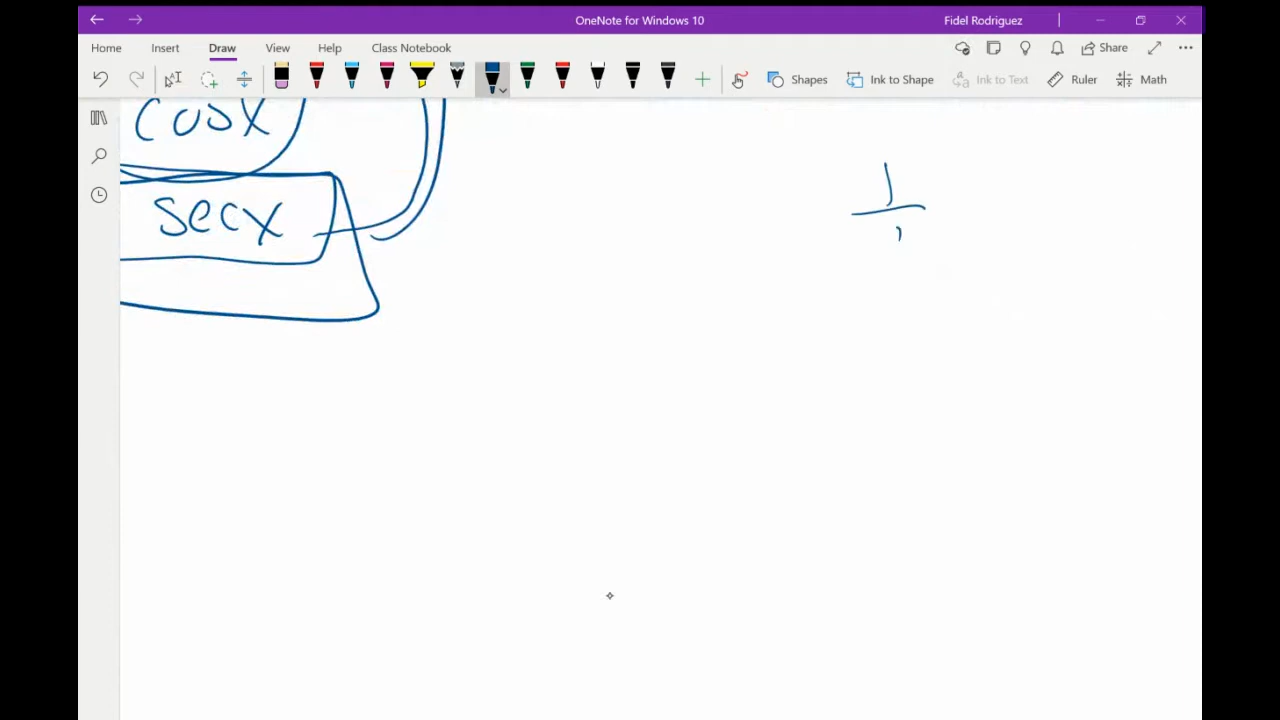 OneNote for Windows 10
Fidel Rodriguez
Home Insert Draw View Help Class Notebook
Share
Shapes Ink to Shape Ink to Text Ruler Math
cosx
secx
1